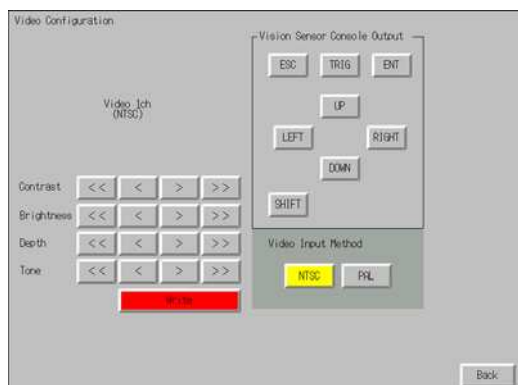 Video Configuration
Vision Sensor Console Output
ESC TRIG ENT
UP
Video 1ch
(NTSC)
LEFT RIGHT
DOWN
Contrast << < > >>
SHIFT
Brightness << < > >>
Depth << < > >>
Video Input Method
Tone << < > >>
NTSC PAL
Write
Back